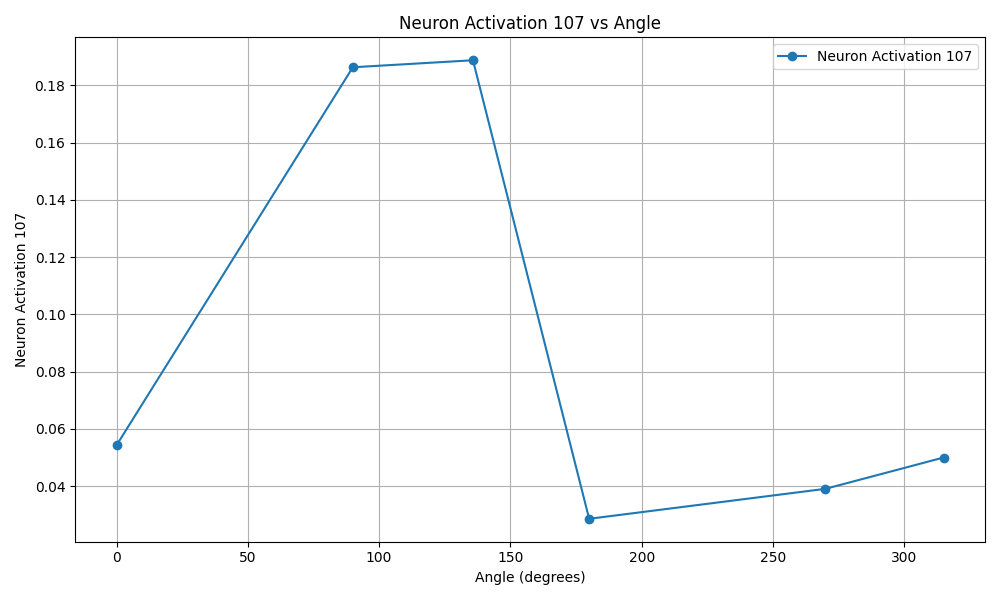 Neuron Activation 107 vs Angle
Neuron Activation 107
0.18
0.16
0.14
0.12
0.10
0.08
0.06
0.04
Neuron Activation 107
0 50 100 150 200 250 300
Angle (degrees)